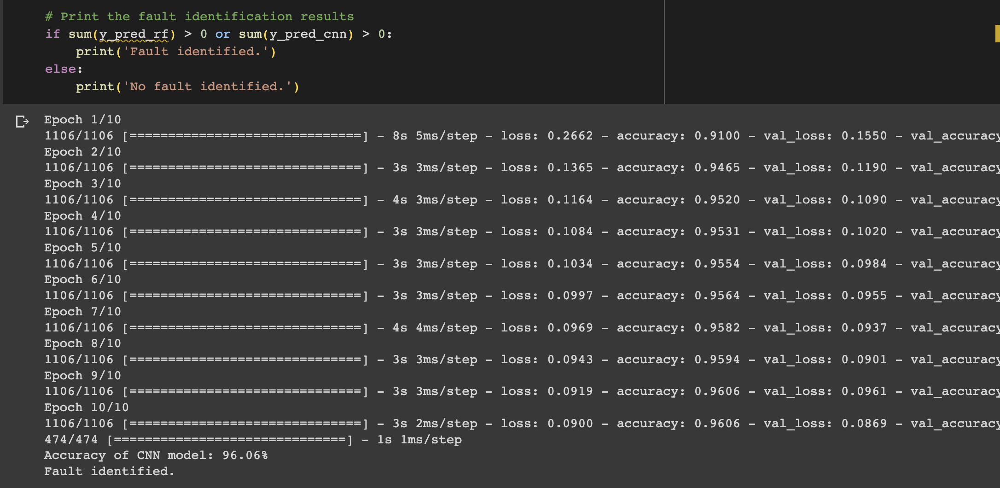 # Print the fault identification results
if sum(y_pred_rf) > 0 or sum(y_pred_cnn) > 0:
    print('Fault identified.')
else:
    print('No fault identified.')
Epoch 1/10
1106/1106 [==============================] - 8s 5ms/step - loss: 0.2662 - accuracy: 0.9100 - val_loss: 0.1550 - val_accuracy
Epoch 2/10
1106/1106 [==============================] - 3s 3ms/step - loss: 0.1365 - accuracy: 0.9465 - val_loss: 0.1190 - val_accuracy
Epoch 3/10
1106/1106 [==============================] - 4s 3ms/step - loss: 0.1164 - accuracy: 0.9520 - val_loss: 0.1090 - val_accuracy
Epoch 4/10
1106/1106 [==============================] - 3s 3ms/step - loss: 0.1084 - accuracy: 0.9531 - val_loss: 0.1020 - val_accuracy
Epoch 5/10
1106/1106 [==============================] - 3s 3ms/step - loss: 0.1034 - accuracy: 0.9554 - val_loss: 0.0984 - val_accuracy
Epoch 6/10
1106/1106 [==============================] - 3s 3ms/step - loss: 0.0997 - accuracy: 0.9564 - val_loss: 0.0955 - val_accuracy
Epoch 7/10
1106/1106 [==============================] - 4s 4ms/step - loss: 0.0969 - accuracy: 0.9582 - val_loss: 0.0937 - val_accuracy
Epoch 8/10
1106/1106 [==============================] - 3s 3ms/step - loss: 0.0943 - accuracy: 0.9594 - val_loss: 0.0901 - val_accuracy
Epoch 9/10
1106/1106 [==============================] - 3s 3ms/step - loss: 0.0919 - accuracy: 0.9606 - val_loss: 0.0961 - val_accuracy
Epoch 10/10
1106/1106 [==============================] - 3s 2ms/step - loss: 0.0900 - accuracy: 0.9606 - val_loss: 0.0869 - val_accuracy
474/474 [==============================] - 1s 1ms/step
Accuracy of CNN model: 96.06%
Fault identified.